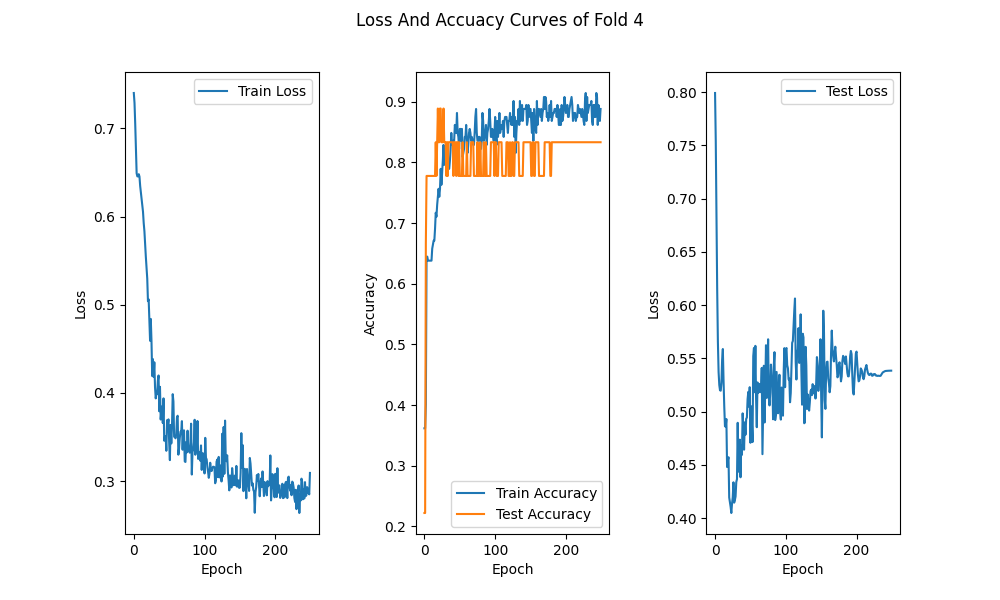 Loss And Accuacy Curves of Fold 4
Train Loss
0.7
0.6
0.5
0.4
0.3
Loss
0
100
200
Epoch
0.9
0.8
0.7
0.6
0.5
0.4
0.3
0.2
Accuracy
Train Accuracy
Test Accuracy
0
100
200
Epoch
Test Loss
0.80
0.75
0.70
0.65
0.60
0.55
0.50
0.45
0.40
Loss
0
100
200
Epoch